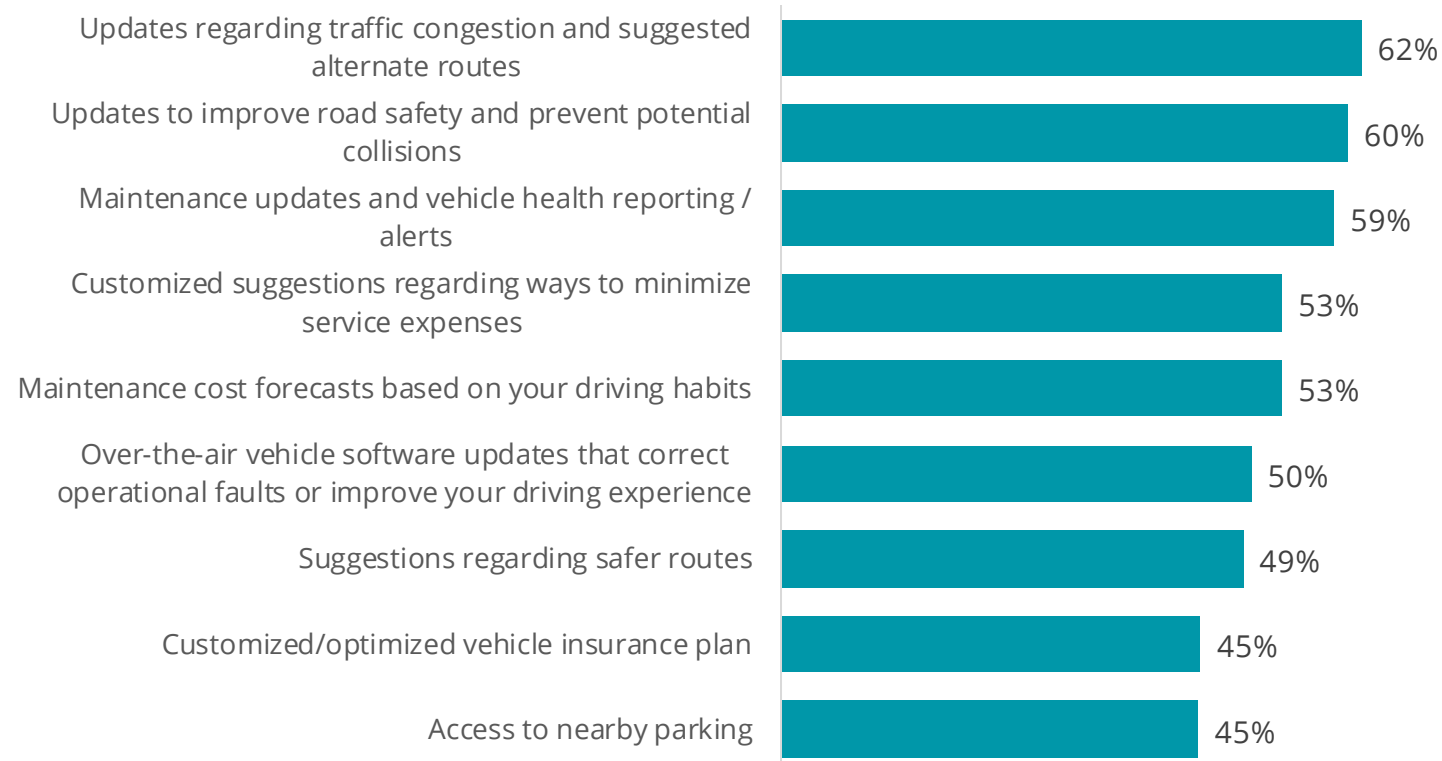 Updates regarding traffic congestion and suggested
alternate routes
62%
Updates to improve road safety and prevent potential
collisions
60%
Maintenance updates and vehicle health reporting /
alerts
59%
Customized suggestions regarding ways to minimize
service expenses
53%
Maintenance cost forecasts based on your driving habits
53%
Over-the-air vehicle software updates that correct
operational faults or improve your driving experience
50%
Suggestions regarding safer routes
49%
Customized/optimized vehicle insurance plan
45%
Access to nearby parking
45%